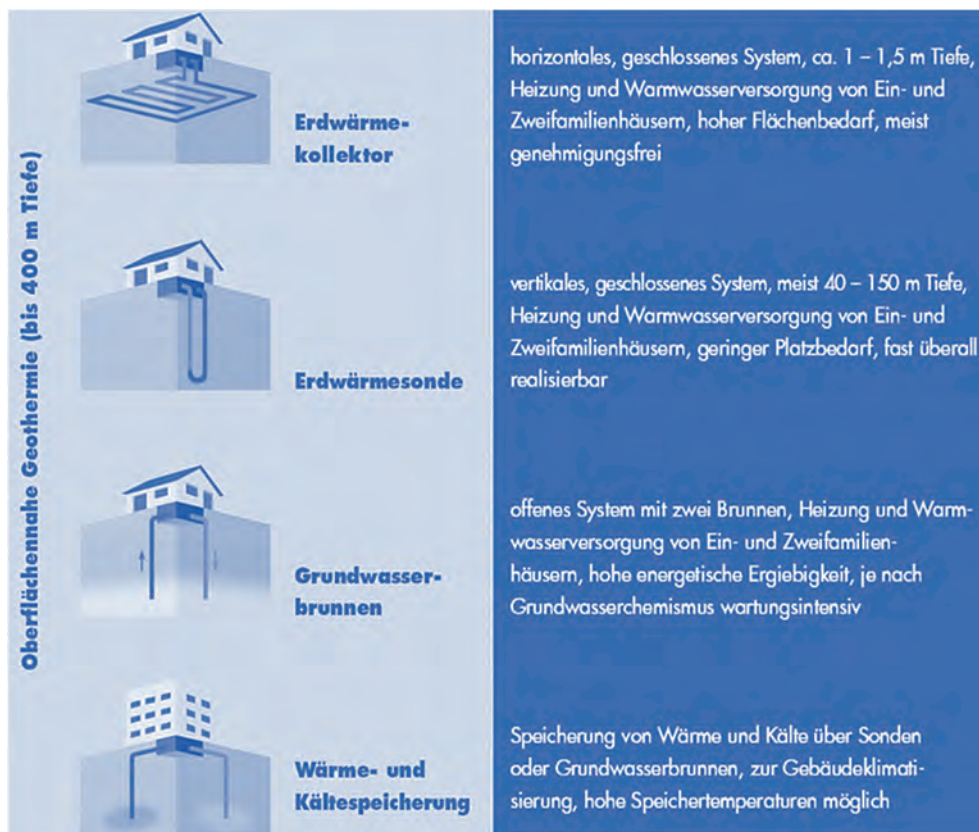 Oberflächennahe Geothermie (bis 400 m Tiefe)
Erdwärme-
kollektor
horizontales, geschlossenes System, ca. 1 – 1,5 m Tiefe,
Heizung und Warmwasserversorgung von Ein- und
Zweifamilienhäusern, hoher Flächenbedarf, meist
genehmigungsfrei
Erdwärmesonde
vertikales, geschlossenes System, meist 40 – 150 m Tiefe,
Heizung und Warmwasserversorgung von Ein- und
Zweifamilienhäusern, geringer Platzbedarf, fast überall
realisierbar
Grundwasser-
brunnen
offenes System mit zwei Brunnen, Heizung und Warm-
wasserversorgung von Ein- und Zweifamilien-
häusern, hohe energetische Ergiebigkeit, je nach
Grundwasserchemismus wartungsintensiv
Wärme- und
Kältespeicherung
Speicherung von Wärme und Kälte über Sonden
oder Grundwasserbrunnen, zur Gebäudeklimati-
sierung, hohe Speichertemperaturen möglich